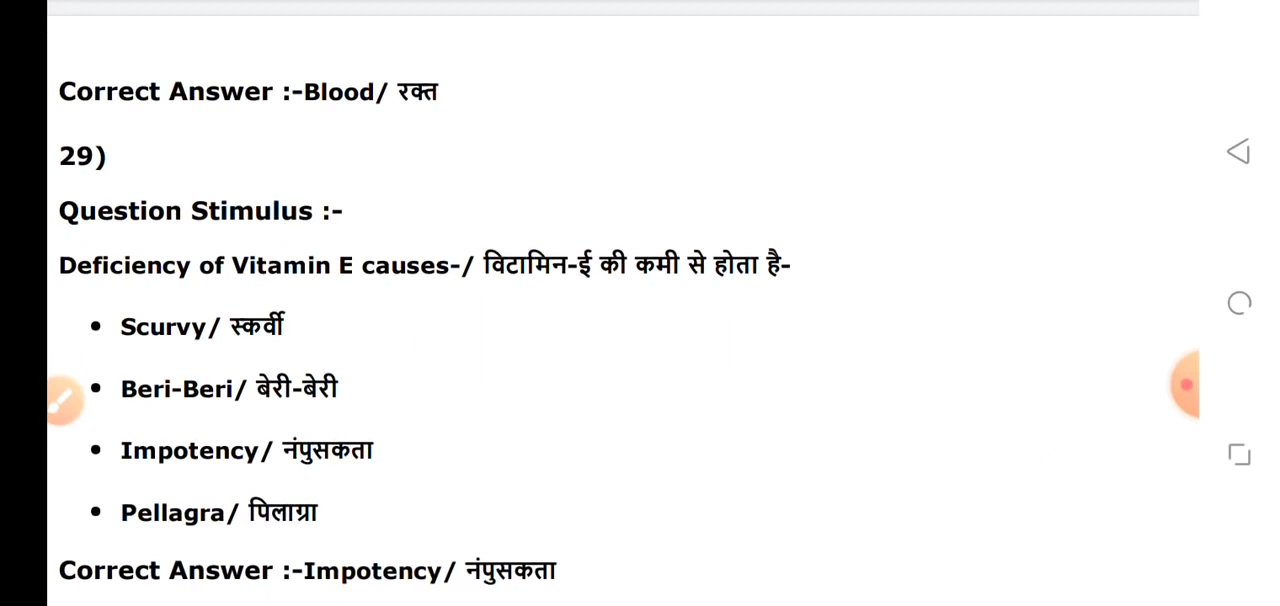 Correct Answer :-Blood/ रक्त
29)
Question Stimulus :-
Deficiency of Vitamin E causes-/ विटामिन-ई की कमी से होता है-
• Scurvy/ स्कर्वी
• Beri-Beri/ बेरी-बेरी
• Impotency/ नंपुसकता
• Pellagra/ पिलाग्रा
Correct Answer :-Impotency/ नंपुसकता